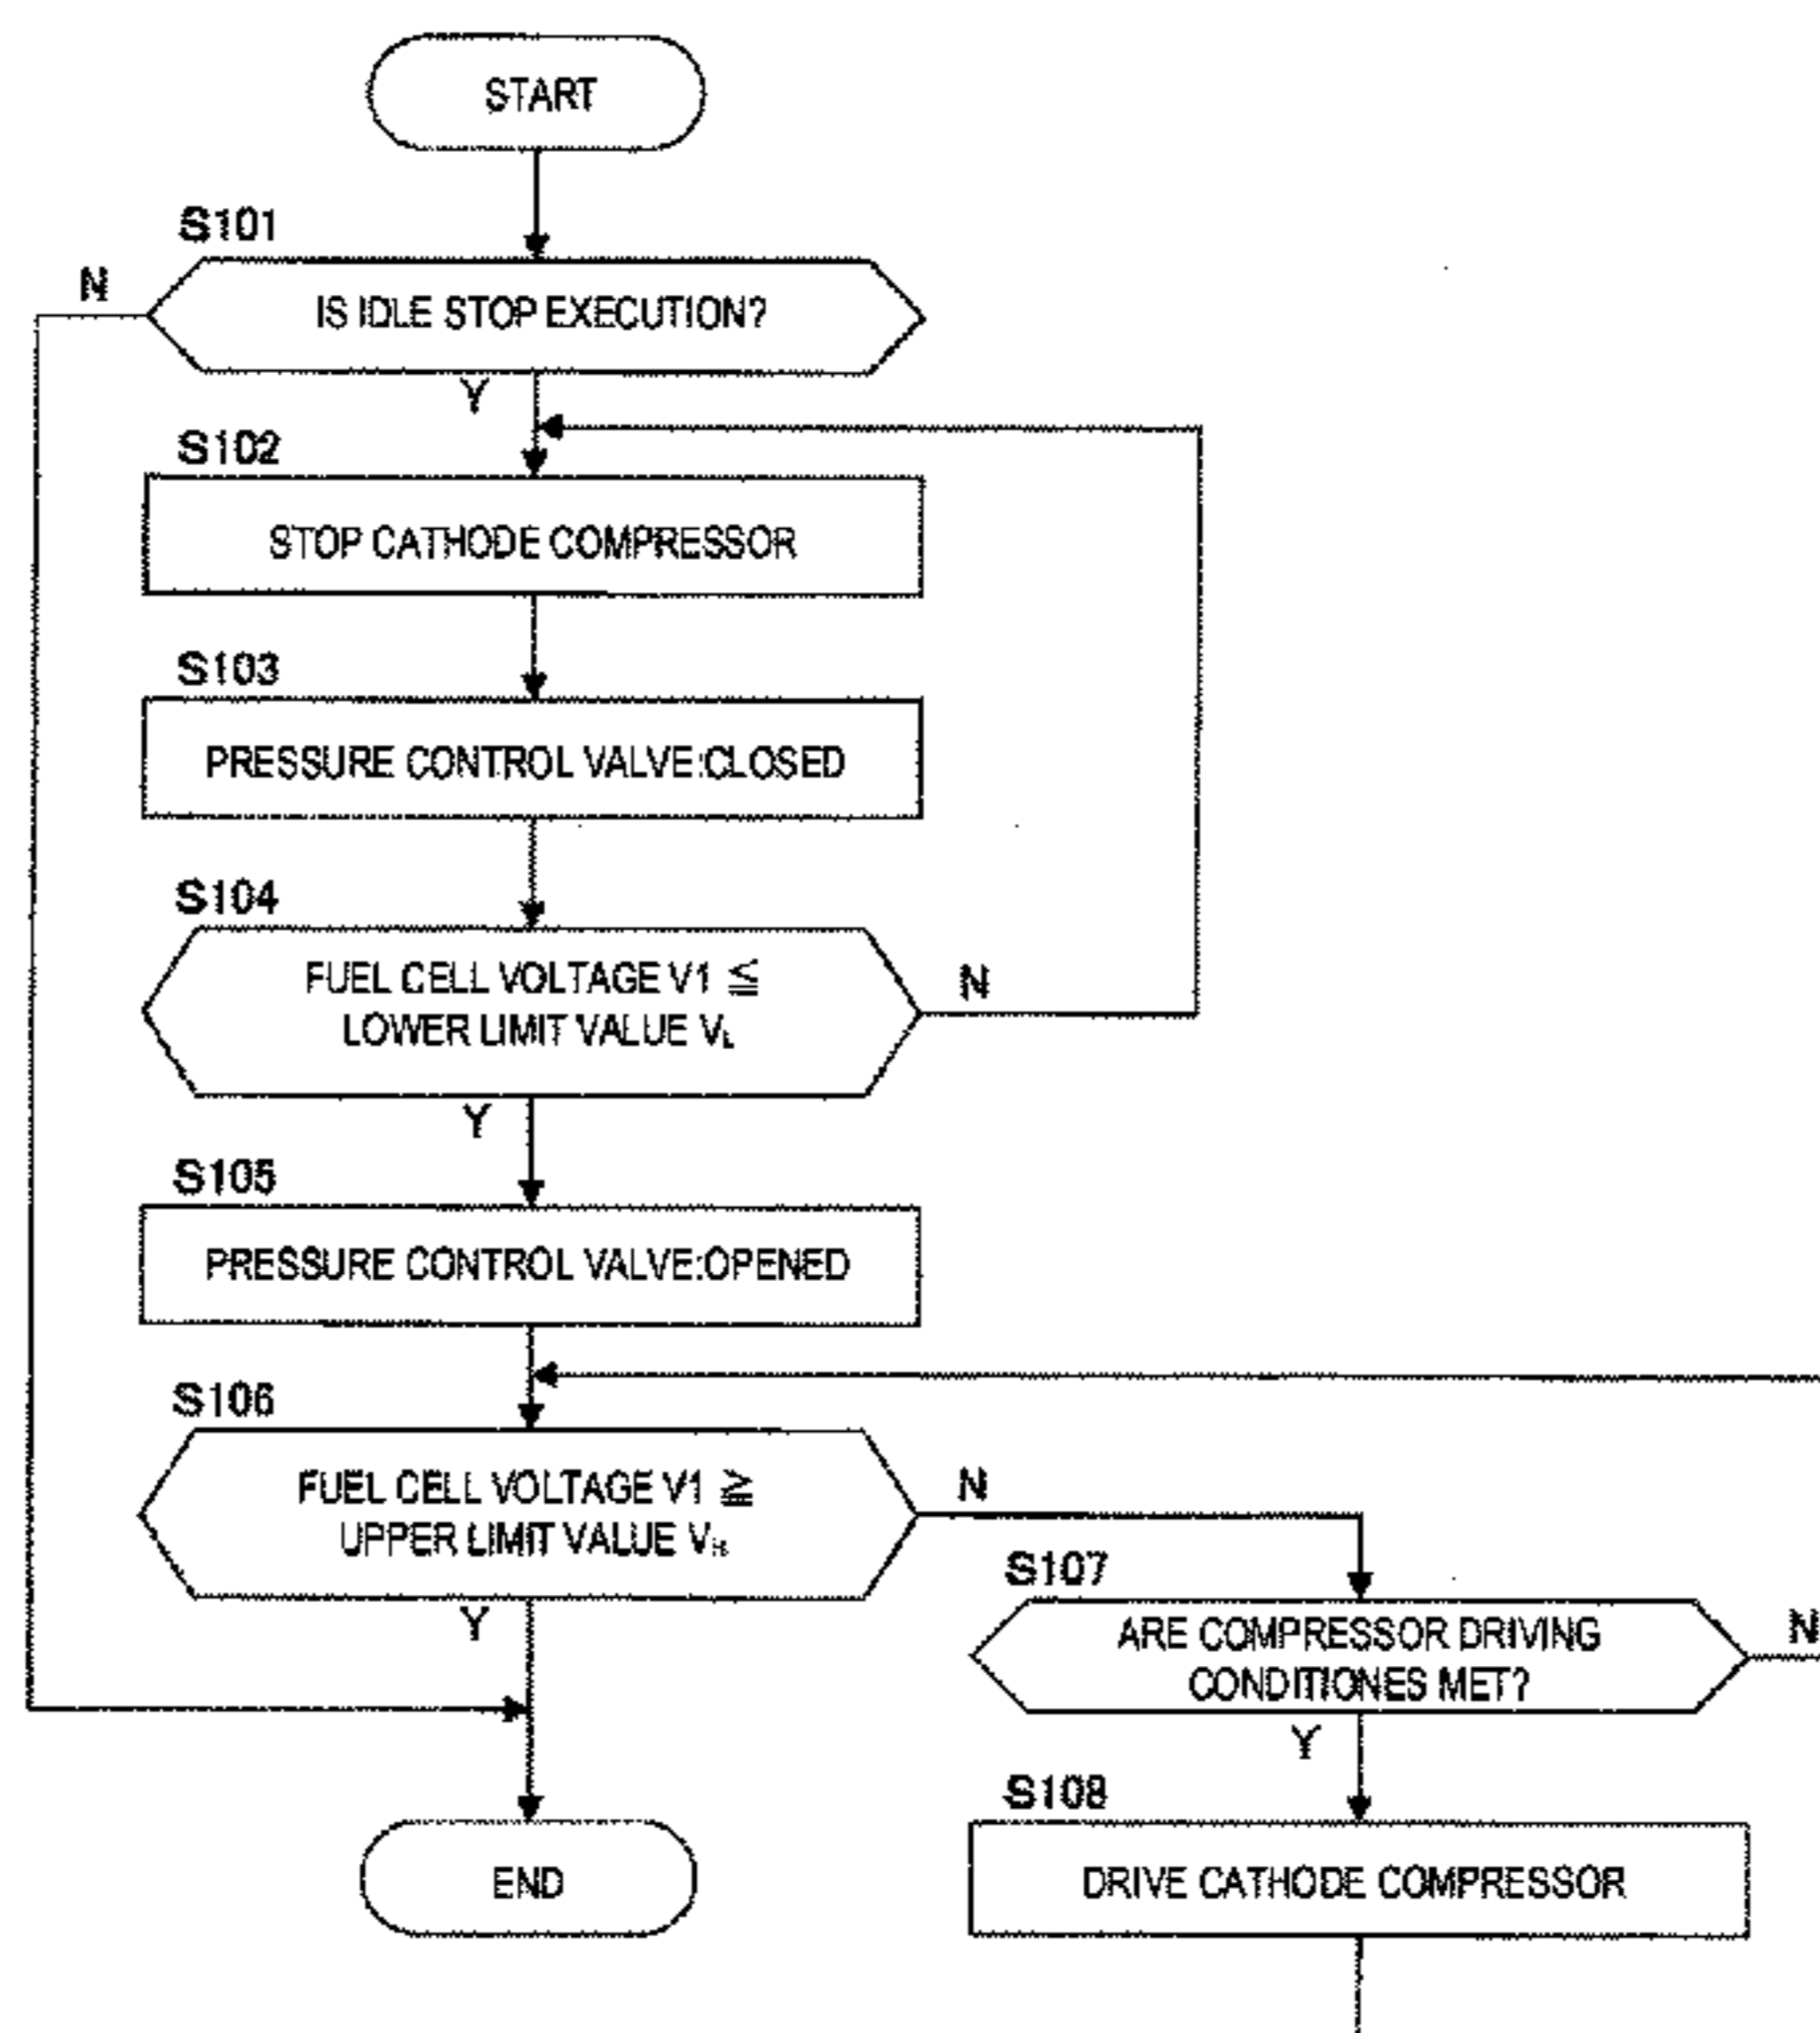 START
S101
N
IS IDLE STOP EXECUTION?
Y
S102
STOP CATHODE COMPRESSOR
S103
PRESSURE CONTROL VALVE:CLOSED
S104
FUEL CELL VOLTAGE V1 ≦
LOWER LIMIT VALUE VL
N
Y
S105
PRESSURE CONTROL VALVE:OPENED
S106
FUEL CELL VOLTAGE V1 ≧
UPPER LIMIT VALUE VH
N
Y
S107
ARE COMPRESSOR DRIVING
CONDITIONES MET?
N
Y
S108
DRIVE CATHODE COMPRESSOR
END